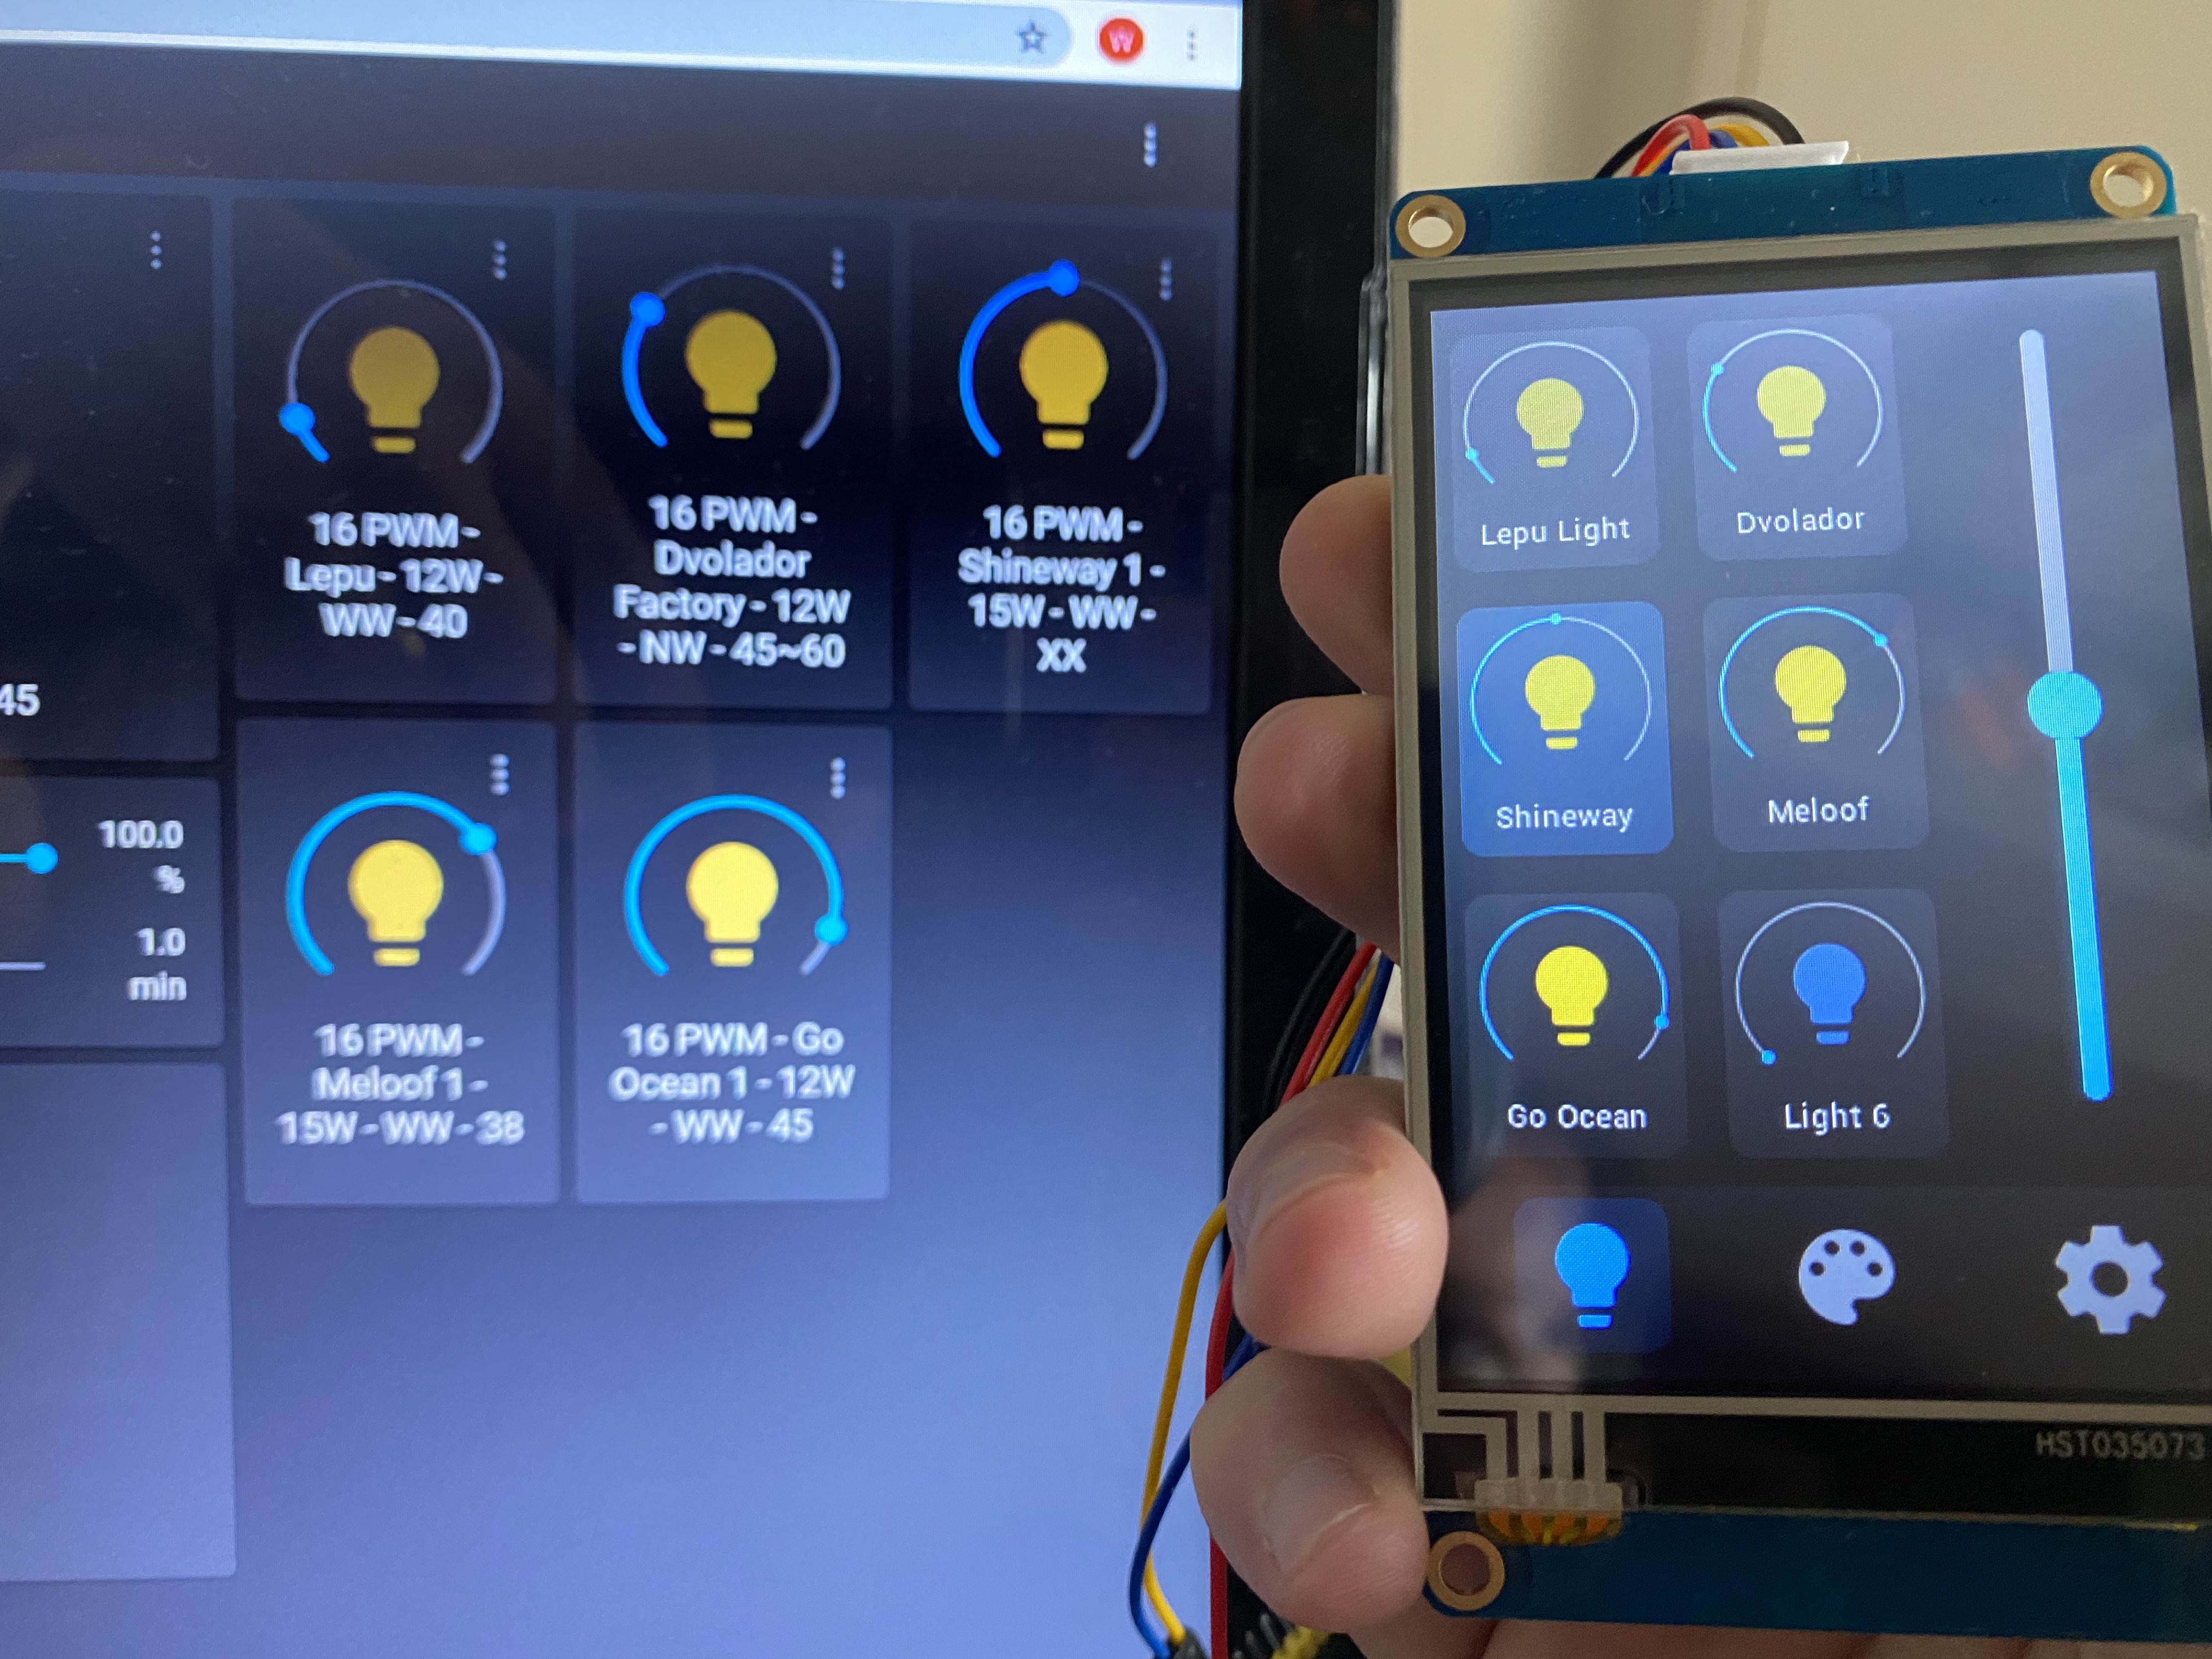 W
45
100.0
%
1.0
min
16 PWM -
Lepu - 12W -
WW - 40
16 PWM -
Dvolador
Factory - 12W
- NW - 45~60
16 PWM -
Shineway 1 -
15W - WW -
XX
16 PWM -
Meloof 1 -
15W - WW - 38
16 PWM - Go
Ocean 1 - 12W
- WW - 45
Lepu Light
Dvolador
Shineway
Meloof
Go Ocean
Light 6
HST035073